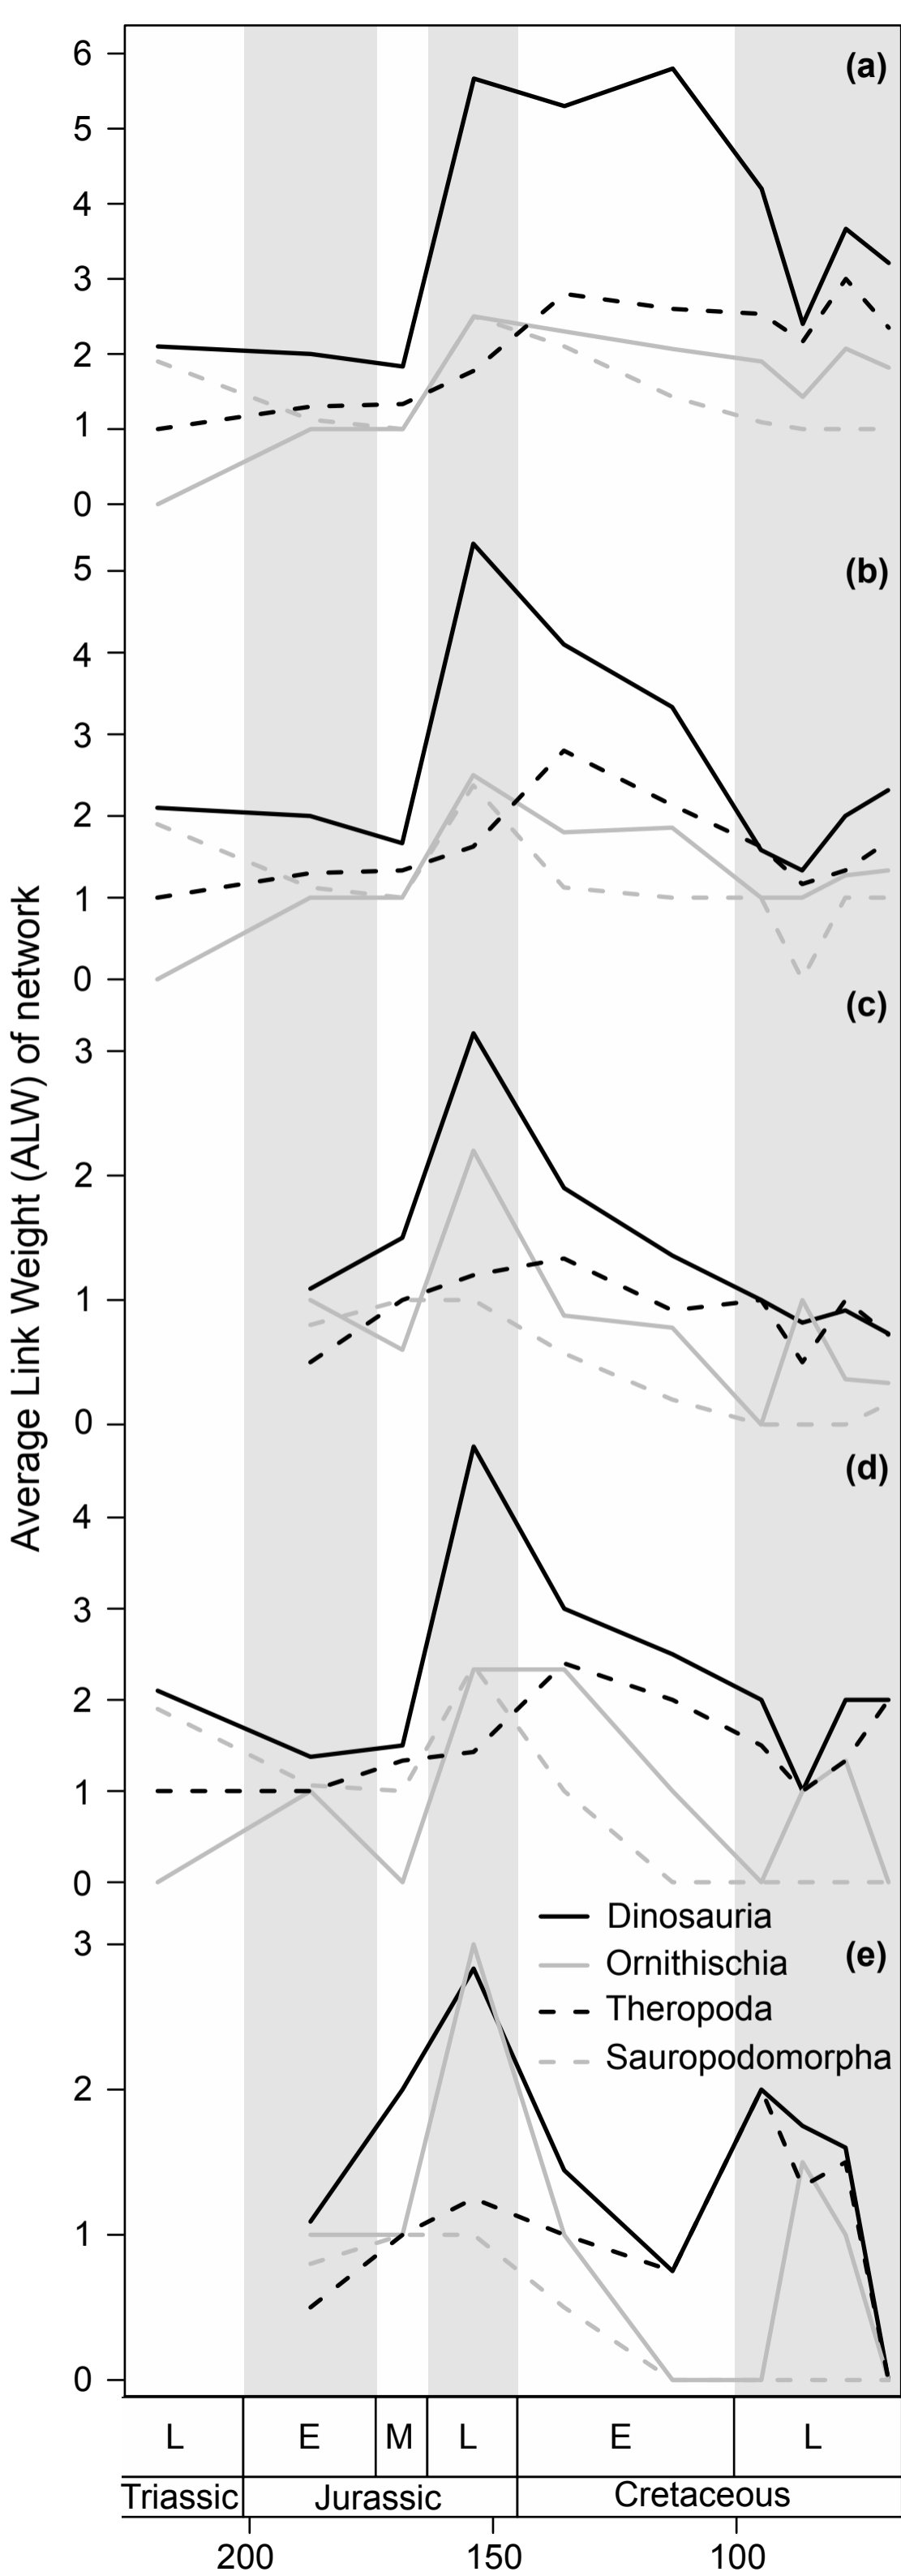 Average Link Weight (ALW) of network
6
(a)
5
4
3
2
1
0
5
(b)
4
3
2
1
0
(c)
3
2
1
0
(d)
4
3
2
1
0
Dinosauria
3
(e)
Ornithischia
Theropoda
Sauropodomorpha
2
1
0
L E M L E L
Triassic Jurassic Cretaceous
200 150 100